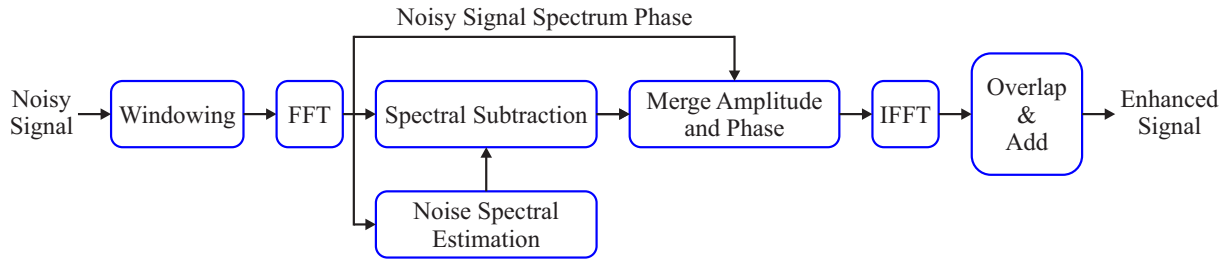 Noisy Signal Spectrum Phase
Noisy
Signal
Windowing
FFT
Spectral Subtraction
Merge Amplitude
and Phase
IFFT
Overlap
&
Add
Enhanced
Signal
Noise Spectral
Estimation